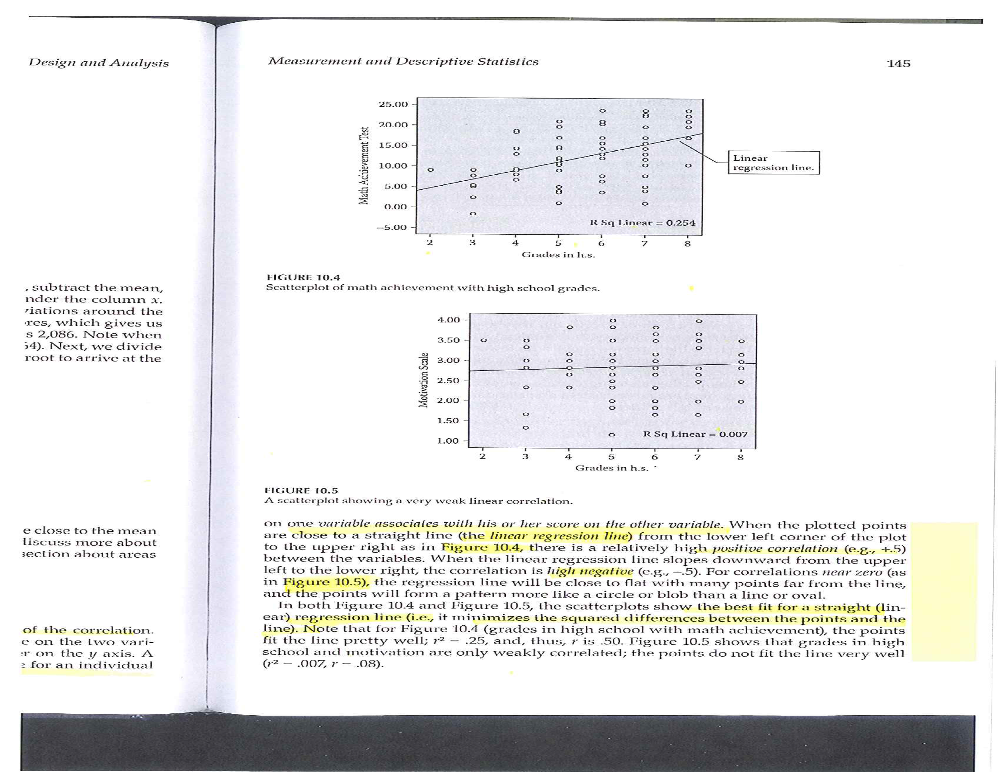 Design and Analysis
, subtract the mean,
nder the column x.
riations around the
res, which gives us
s 2,086. Note when
54). Next, we divide
root to arrive at the
e close to the mean
liscuss more about
section about areas
of the correlation.
e on the two vari-
er on the y axis. A
e for an individual
Measurement and Descriptive Statistics 145
25.00
20.00
15.00
10.00
5.00
0.00
–5.00
Math Achievement Test
Linear
regression line.
R Sq Linear = 0.254
2 3 4 5 6 7 8
Grades in h.s.
FIGURE 10.4
Scatterplot of math achievement with high school grades.
4.00
3.50
3.00
2.50
2.00
1.50
1.00
Motivation Scale
R Sq Linear = 0.007
2 3 4 5 6 7 8
Grades in h.s.
FIGURE 10.5
A scatterplot showing a very weak linear correlation.
on one variable associates with his or her score on the other variable. When the plotted points
are close to a straight line (the linear regression line) from the lower left corner of the plot
to the upper right as in Figure 10.4, there is a relatively high positive correlation (e.g., +.5)
between the variables. When the linear regression line slopes downward from the upper
left to the lower right, the correlation is high negative (e.g., –.5). For correlations near zero (as
in Figure 10.5), the regression line will be close to flat with many points far from the line,
and the points will form a pattern more like a circle or blob than a line or oval.
In both Figure 10.4 and Figure 10.5, the scatterplots show the best fit for a straight (lin-
ear) regression line (i.e., it minimizes the squared differences between the points and the
line). Note that for Figure 10.4 (grades in high school with math achievement), the points
fit the line pretty well; r² = .25, and, thus, r is .50. Figure 10.5 shows that grades in high
school and motivation are only weakly correlated; the points do not fit the line very well
(r² = .007, r = .08).